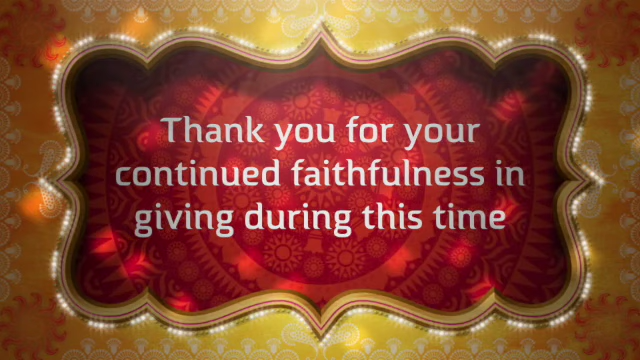 Thank you for your
continued faithfulness in
giving during this time